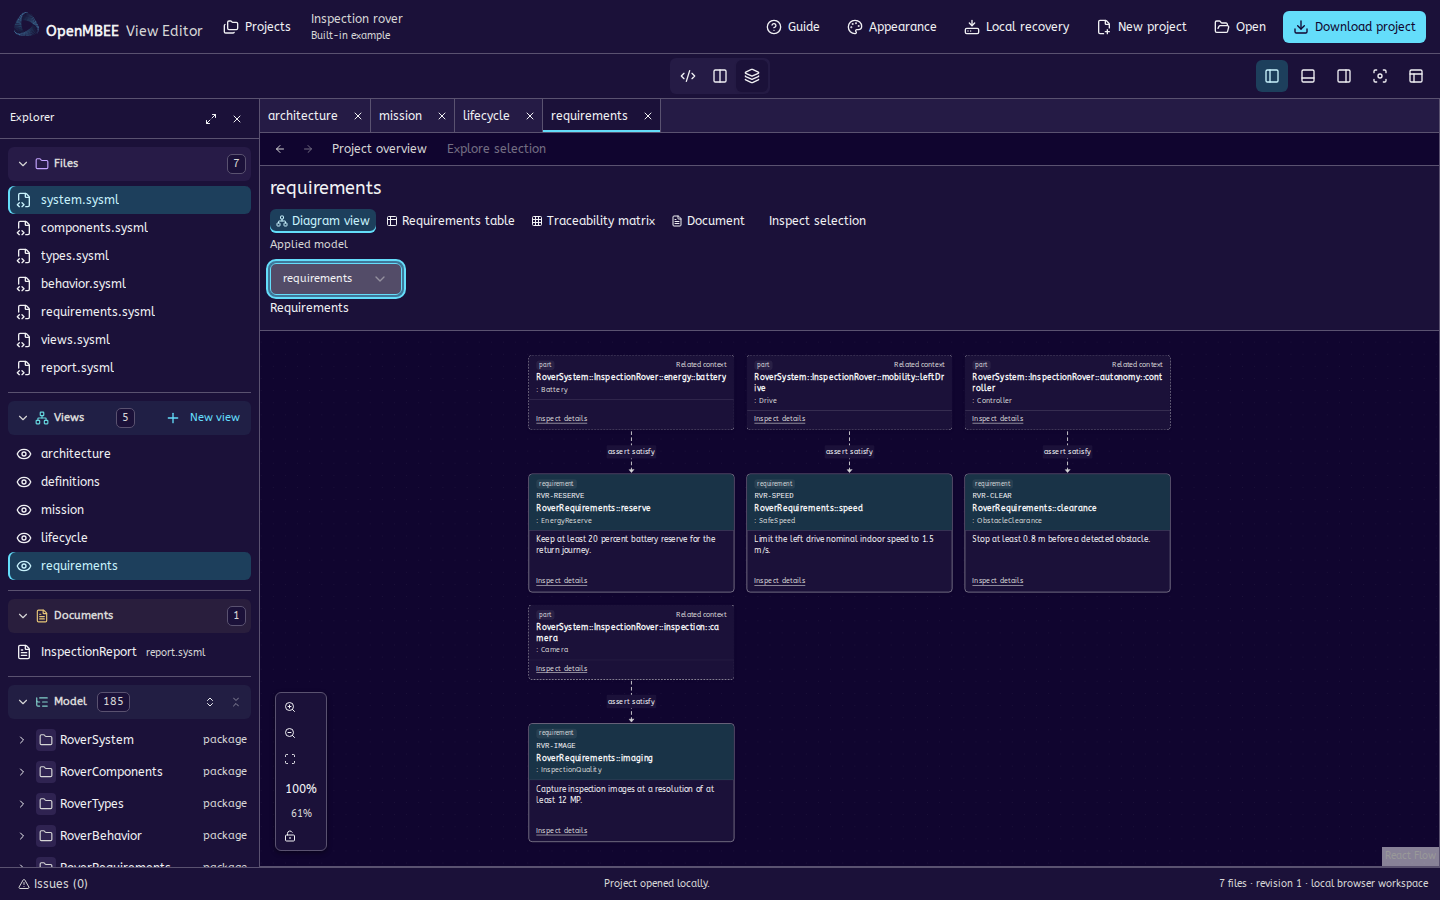 OpenMBEE View Editor
Projects
Inspection rover
Built-in example
Guide
Appearance
Local recovery
New project
Open
Download project
Explorer
architecture
mission
lifecycle
requirements
Files
7
system.sysml
components.sysml
types.sysml
behavior.sysml
requirements.sysml
views.sysml
report.sysml
Views
5
New view
architecture
definitions
mission
lifecycle
requirements
Documents
1
InspectionReport report.sysml
Model
185
RoverSystem package
RoverComponents package
RoverTypes package
RoverBehavior package
RoverRequirements package
Project overview
Explore selection
requirements
Diagram view
Requirements table
Traceability matrix
Document
Inspect selection
Applied model
requirements
Requirements
part
Related context
RoverSystem::InspectionRover::energy::battery
: Battery
Inspect details
part
Related context
RoverSystem::InspectionRover::mobility::leftDr
ive
: Drive
Inspect details
part
Related context
RoverSystem::InspectionRover::autonomy::cont
roller
: Controller
Inspect details
assert satisfy
assert satisfy
assert satisfy
requirement
RVR-RESERVE
RoverRequirements::reserve
: EnergyReserve
Keep at least 20 percent battery reserve for the
return journey.
Inspect details
requirement
RVR-SPEED
RoverRequirements::speed
: SafeSpeed
Limit the left drive nominal indoor speed to 1.5
m/s.
Inspect details
requirement
RVR-CLEAR
RoverRequirements::clearance
: ObstacleClearance
Stop at least 0.8 m before a detected obstacle.
Inspect details
part
Related context
RoverSystem::InspectionRover::inspection::ca
mera
: Camera
Inspect details
assert satisfy
requirement
RVR-IMAGE
RoverRequirements::imaging
: InspectionQuality
Capture inspection images at a resolution of at
least 12 MP.
Inspect details
100%
61%
React Flow
Issues (0)
Project opened locally.
7 files · revision 1 · local browser workspace